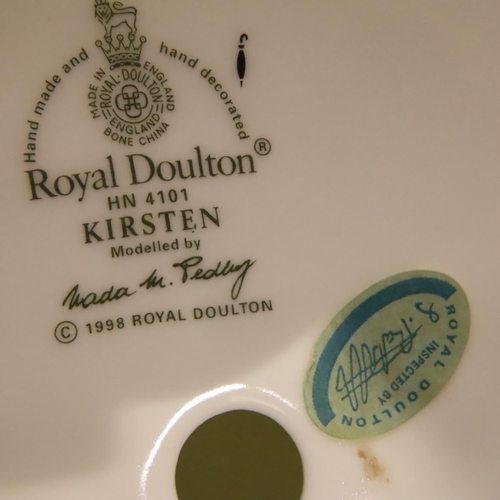 Hand made and hand decorated
MADE IN ENGLAND
ROYAL·DOULTON
ENGLAND
BONE CHINA
Royal Doulton®
HN 4101
KIRSTEN
Modelled by
Nada M. Pedley
© 1998 ROYAL DOULTON
INSPECTED BY
ROYAL DOULTON